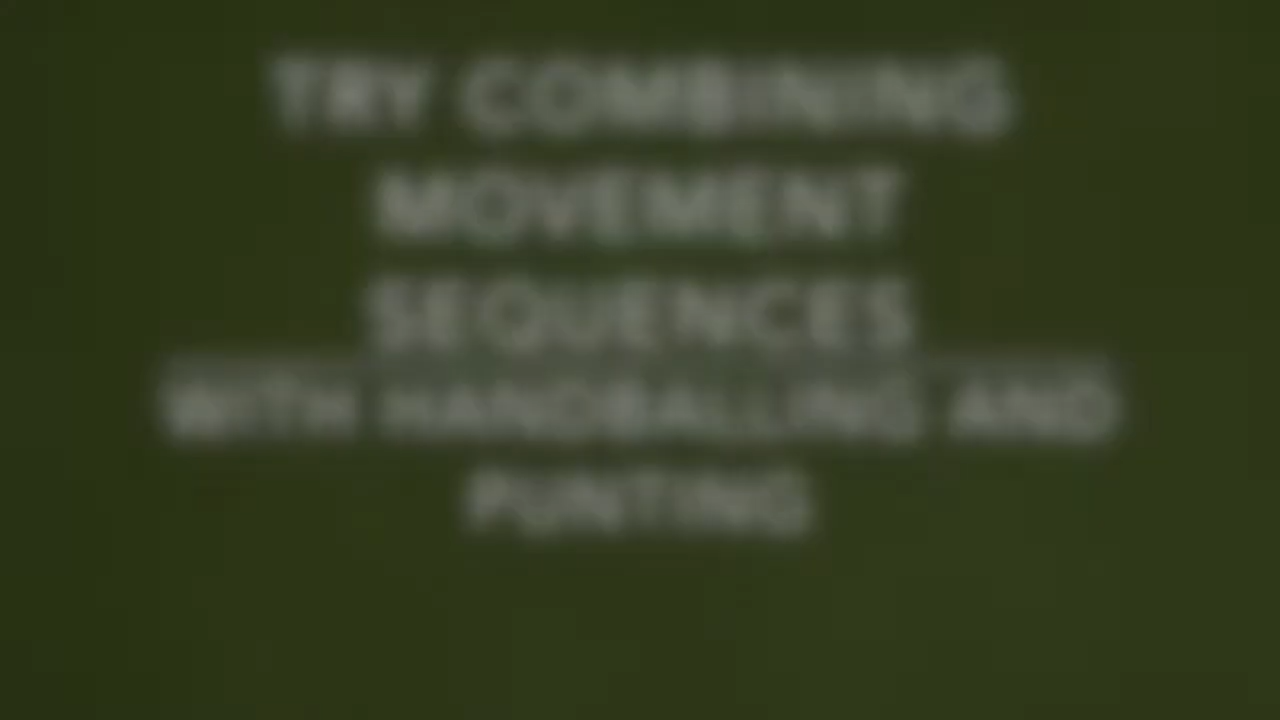 TRY COMBINING
MOVEMENT
SEQUENCES
WITH HANDBALLING AND
PUNTING